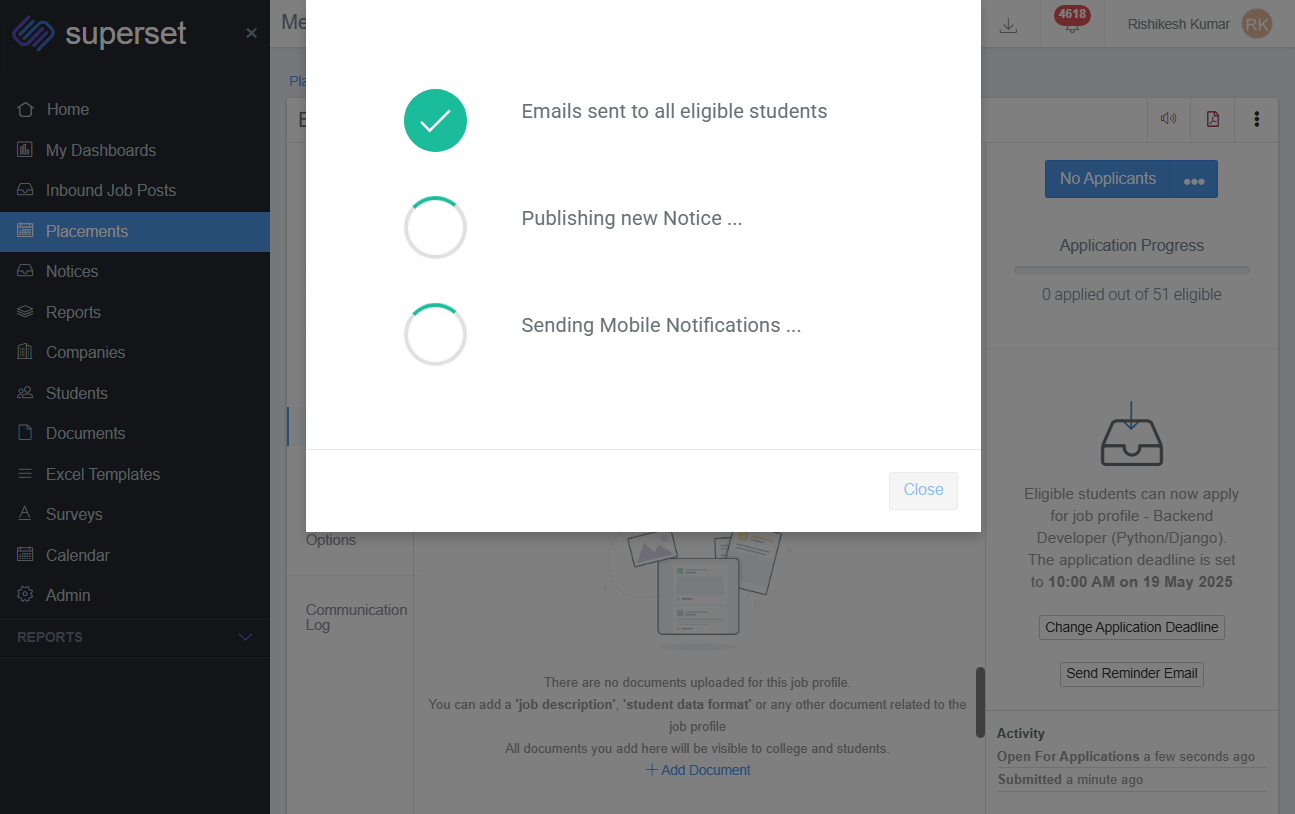 superset
×
Home
My Dashboards
Inbound Job Posts
Placements
Notices
Reports
Companies
Students
Documents
Excel Templates
Surveys
Calendar
Admin
REPORTS
4618
Rishikesh Kumar
RK
Emails sent to all eligible students
Publishing new Notice ...
Sending Mobile Notifications ...
Close
Options
Communication
Log
There are no documents uploaded for this job profile.
You can add a 'job description', 'student data format' or any other document related to the
job profile
All documents you add here will be visible to college and students.
+ Add Document
No Applicants
Application Progress
0 applied out of 51 eligible
Eligible students can now apply
for job profile - Backend
Developer (Python/Django).
The application deadline is set
to 10:00 AM on 19 May 2025
Change Application Deadline
Send Reminder Email
Activity
Open For Applications a few seconds ago
Submitted a minute ago